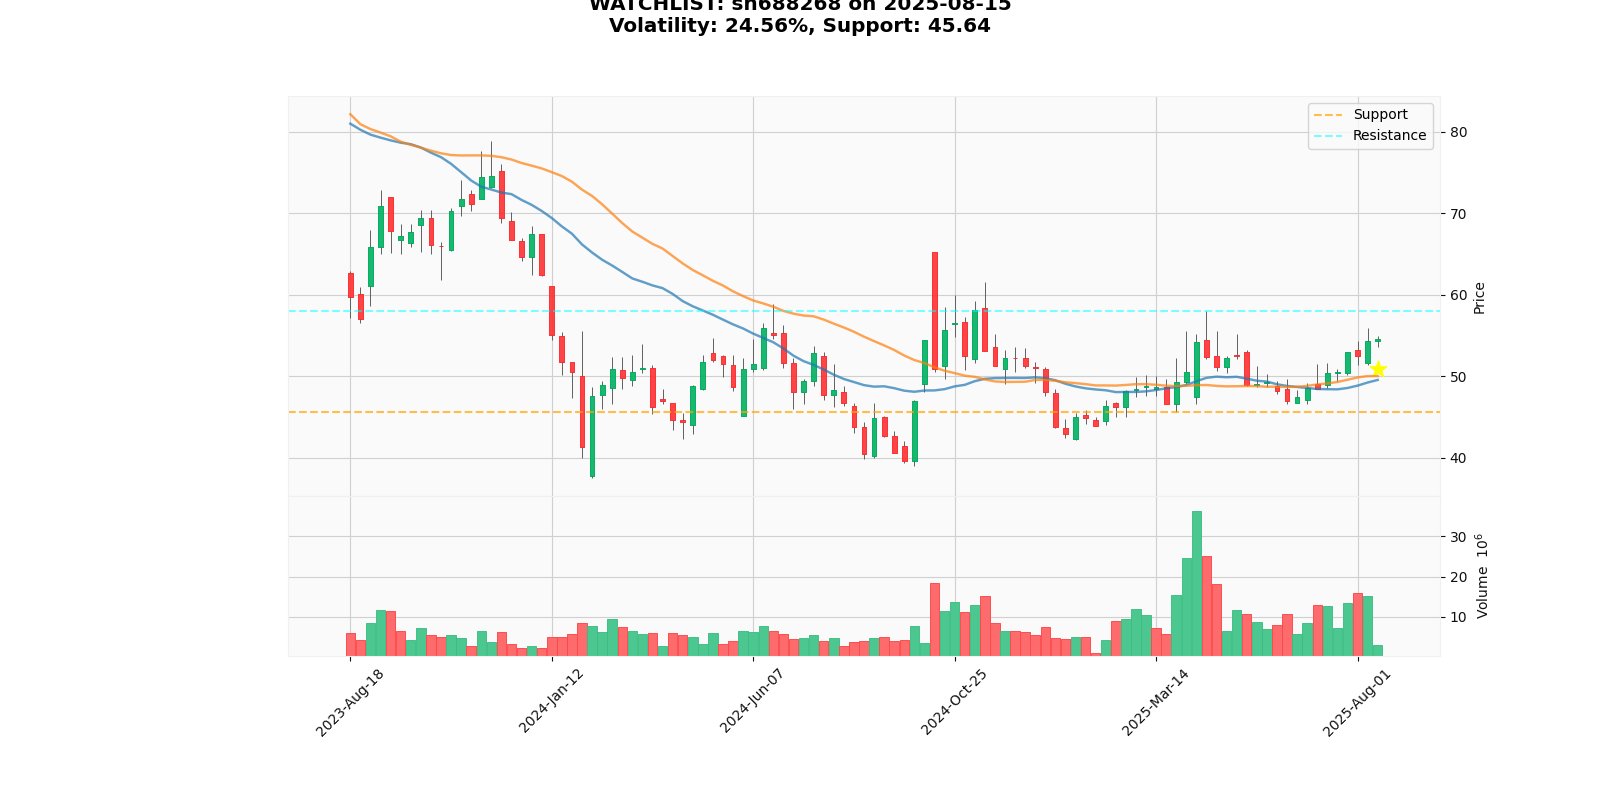 WATCHLIST: sh688268 on 2025-08-15
Volatility: 24.56%, Support: 45.64
Support
Resistance
80
70
60
50
40
Price
30
20
10
Volume 10^6
2023-Aug-18
2024-Jan-12
2024-Jun-07
2024-Oct-25
2025-Mar-14
2025-Aug-01